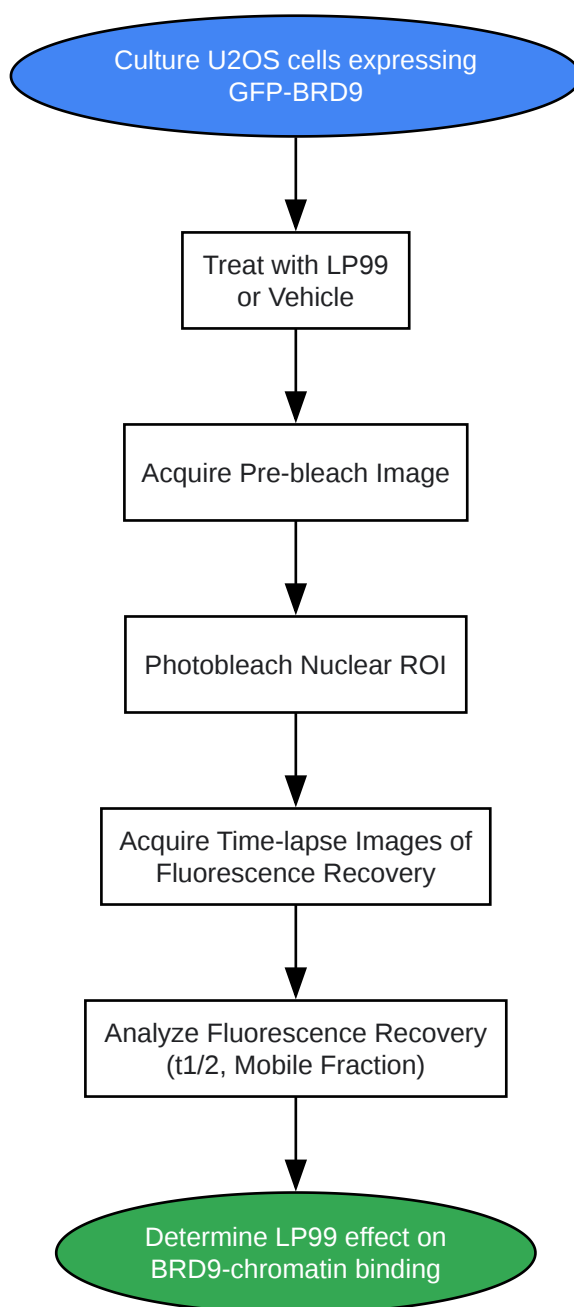 Culture U2OS cells expressing
GFP-BRD9
Treat with LP99
or Vehicle
Acquire Pre-bleach Image
Photobleach Nuclear ROI
Acquire Time-lapse Images of
Fluorescence Recovery
Analyze Fluorescence Recovery
(t1/2, Mobile Fraction)
Determine LP99 effect on
BRD9-chromatin binding